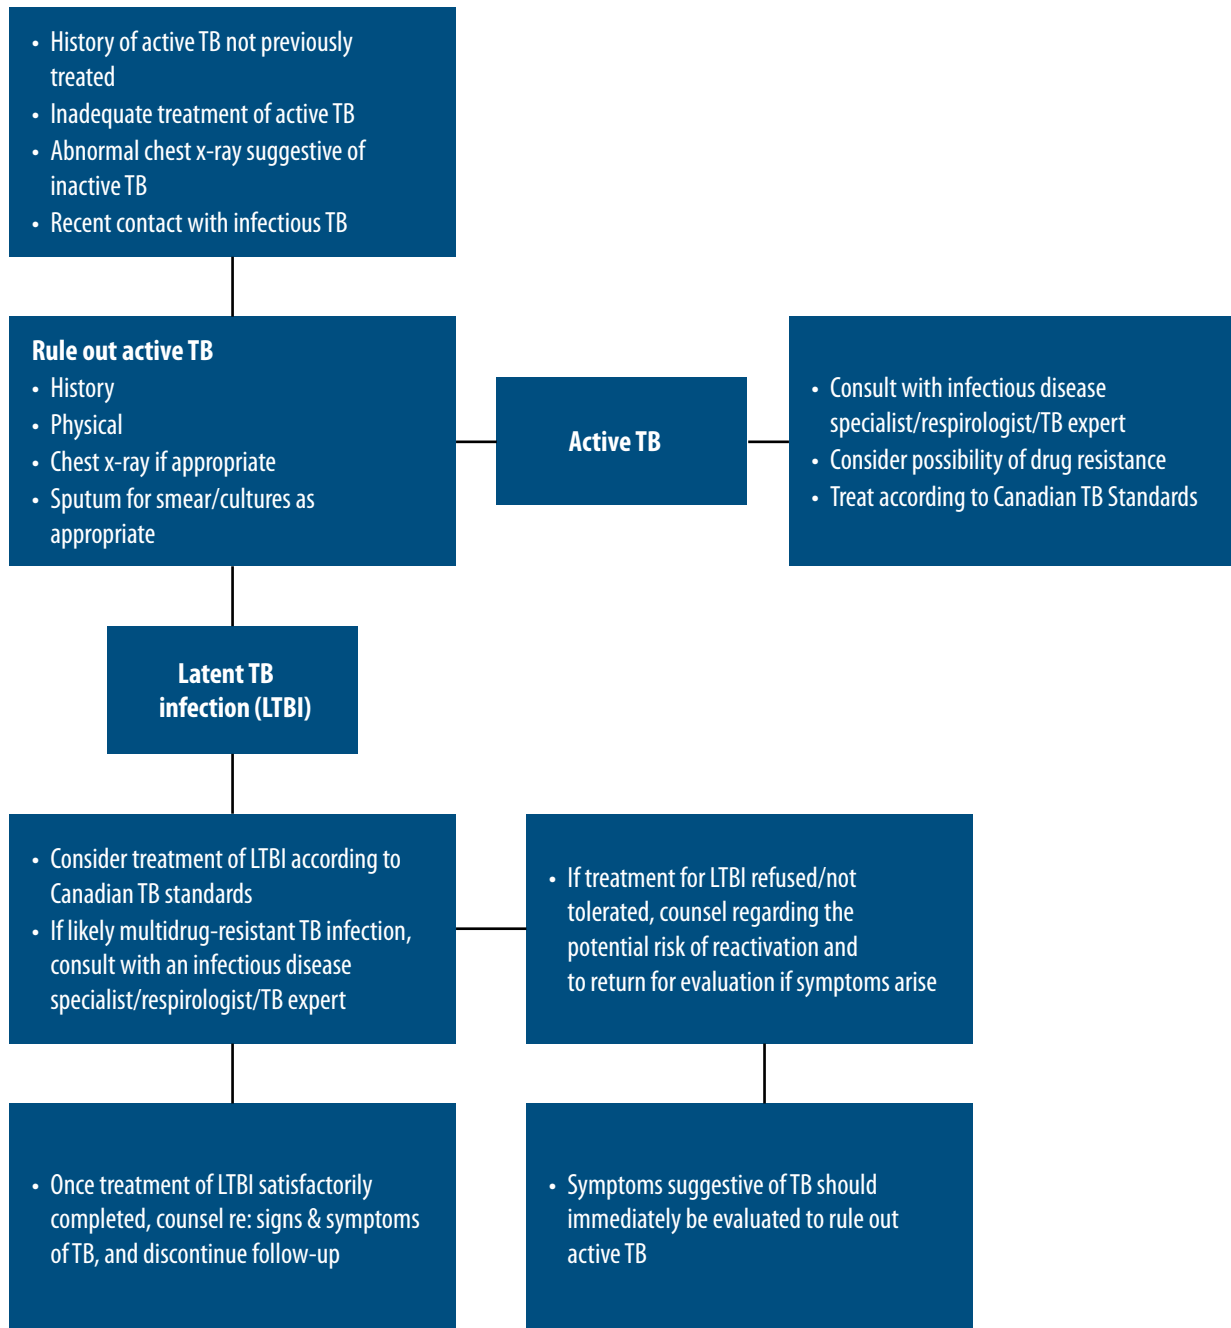 • History of active TB not previously
treated
• Inadequate treatment of active TB
• Abnormal chest x-ray suggestive of
inactive TB
• Recent contact with infectious TB
Rule out active TB
• History
• Physical
• Chest x-ray if appropriate
• Sputum for smear/cultures as
appropriate
Active TB
• Consult with infectious disease
specialist/respirologist/TB expert
• Consider possibility of drug resistance
• Treat according to Canadian TB Standards
Latent TB
infection (LTBI)
• Consider treatment of LTBI according to
Canadian TB standards
• If likely multidrug-resistant TB infection,
consult with an infectious disease
specialist/respirologist/TB expert
• If treatment for LTBI refused/not
tolerated, counsel regarding the
potential risk of reactivation and
to return for evaluation if symptoms arise
• Once treatment of LTBI satisfactorily
completed, counsel re: signs & symptoms
of TB, and discontinue follow-up
• Symptoms suggestive of TB should
immediately be evaluated to rule out
active TB